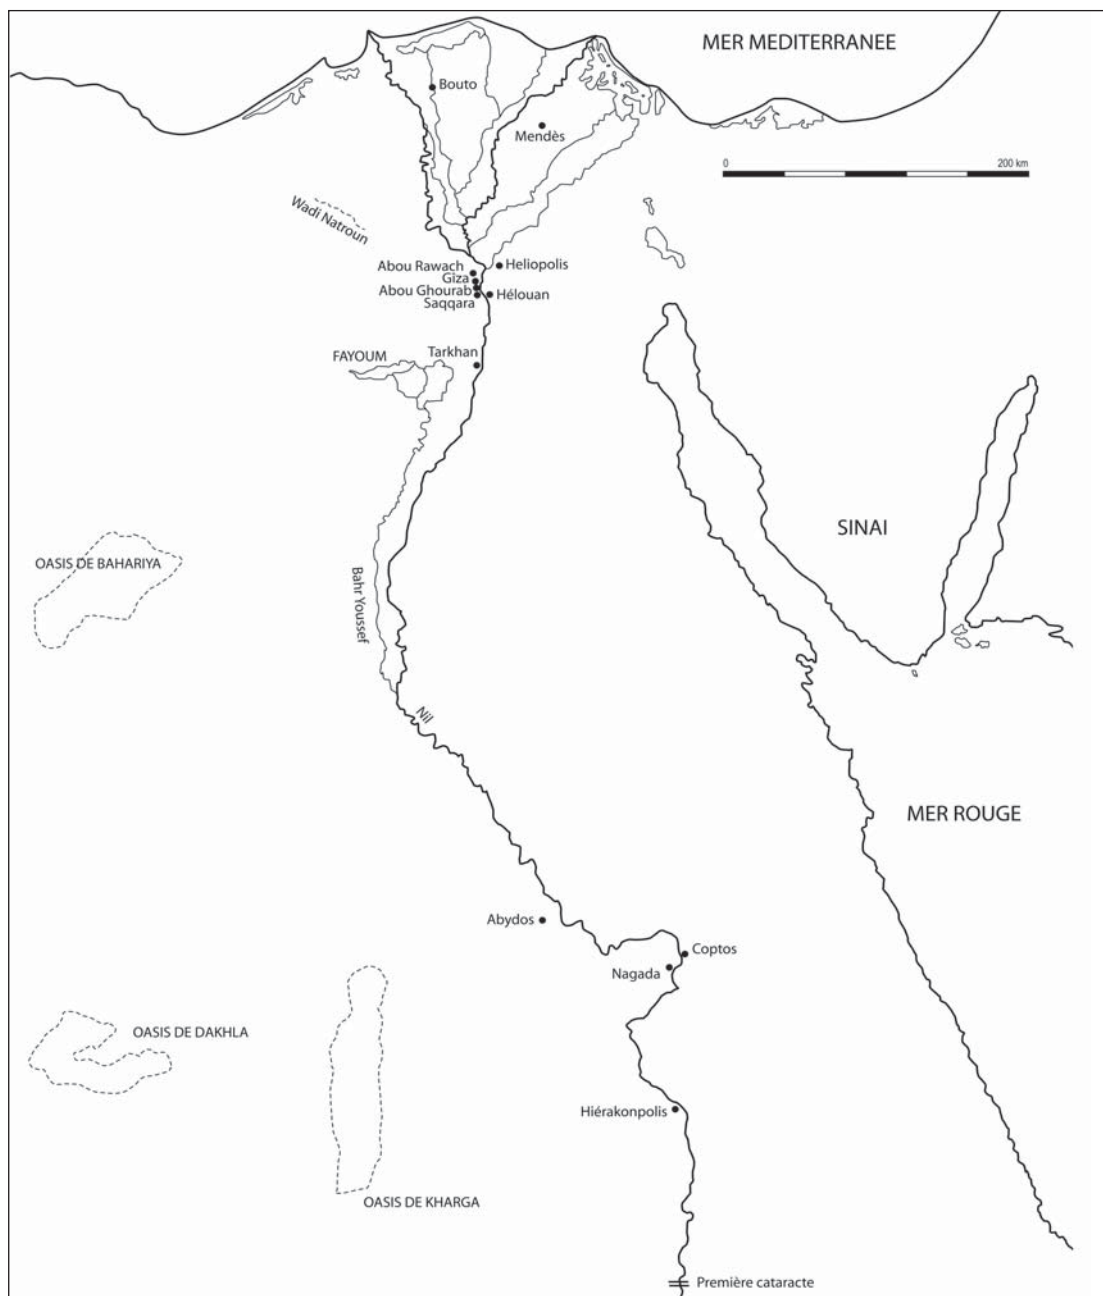 MER MEDITERRANEE
Bouto
Mendès
0 200 km
Wadi Natroun
Abou Rawach
Heliopolis
Gîza
Abou Ghourab
Hélouan
Saqqara
Tarkhan
FAYOUM
SINAI
OASIS DE BAHARIYA
Bahr Youssef
Nil
MER ROUGE
Abydos
Coptos
Nagada
OASIS DE DAKHLA
Hiérakonpolis
OASIS DE KHARGA
Première cataracte